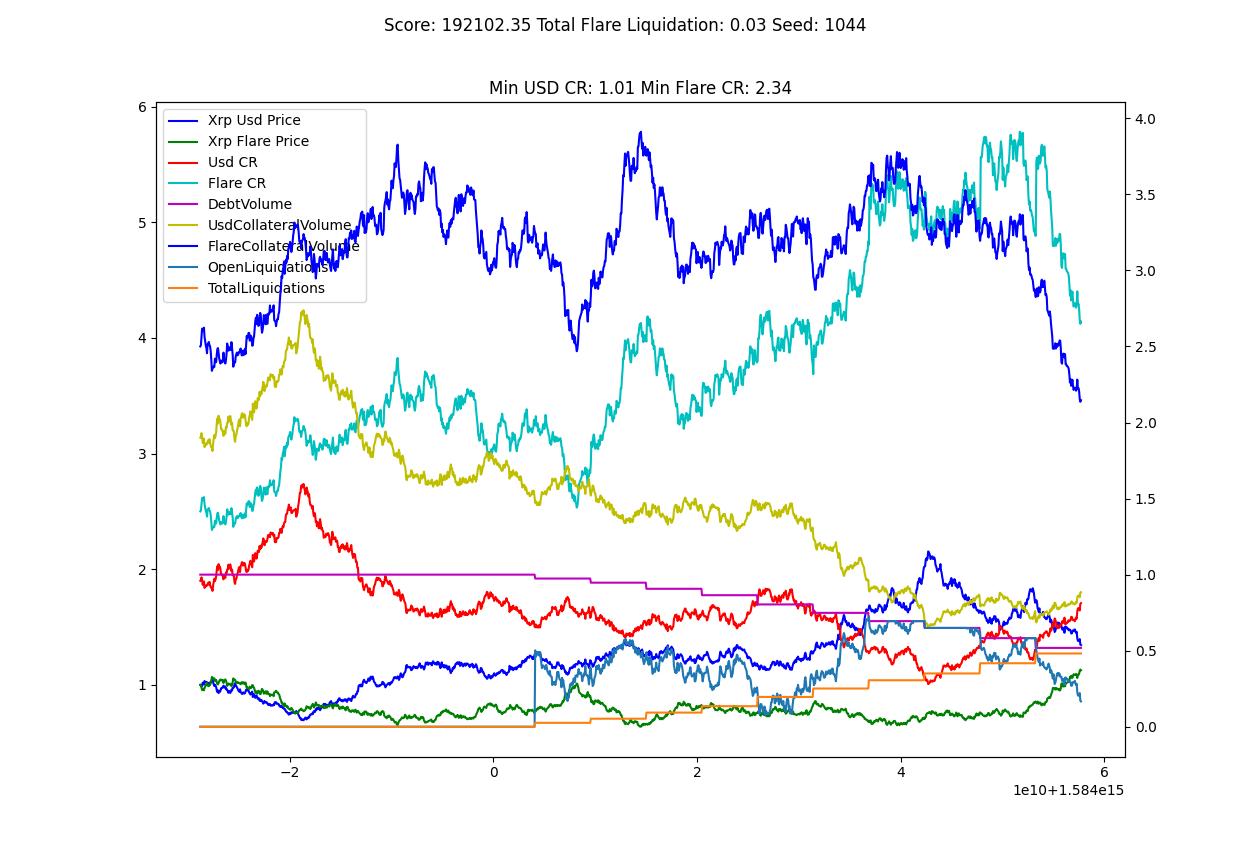 Score: 192102.35 Total Flare Liquidation: 0.03 Seed: 1044
Min USD CR: 1.01 Min Flare CR: 2.34
Xrp Usd Price
Xrp Flare Price
Usd CR
Flare CR
DebtVolume
UsdCollateralVolume
FlareCollateralVolume
OpenLiquidations
TotalLiquidations
6
5
4
3
2
1
4.0
3.5
3.0
2.5
2.0
1.5
1.0
0.5
0.0
−2
0
2
4
6
1e10+1.584e15